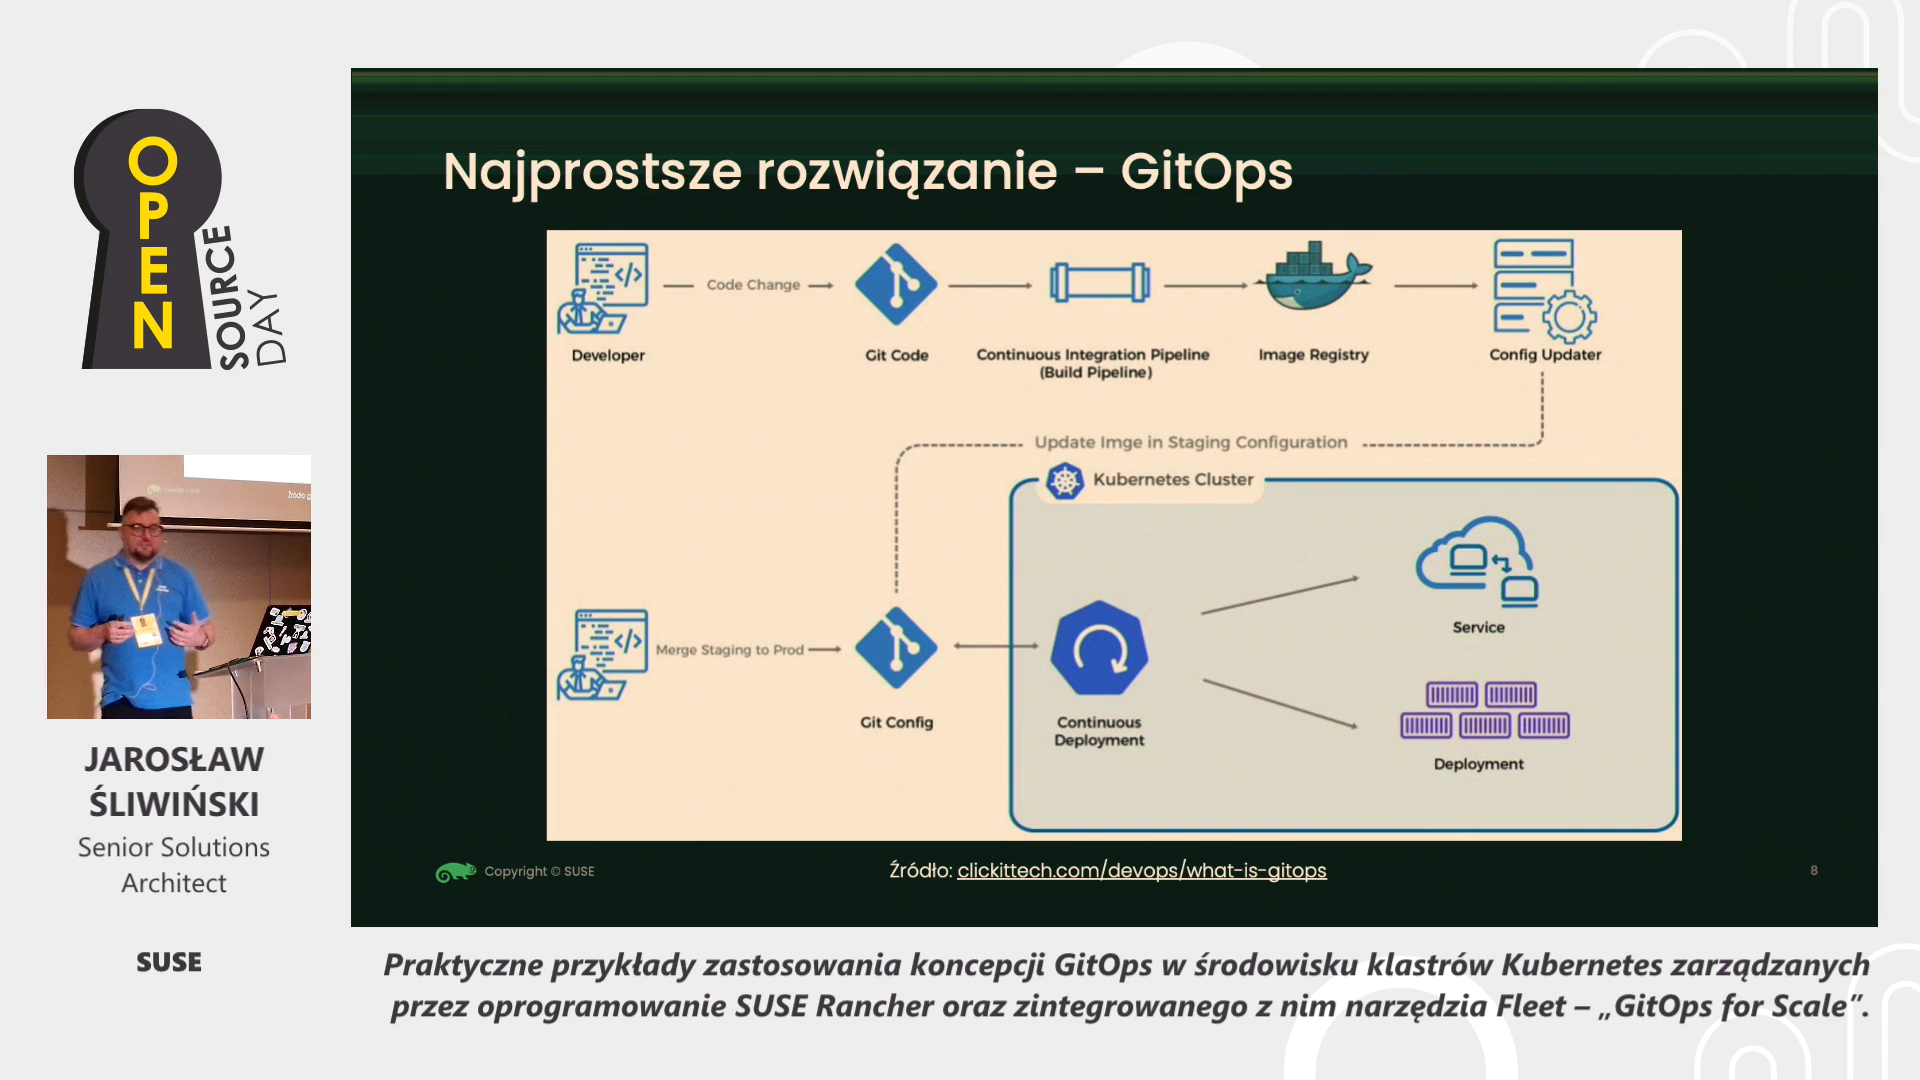 OPEN
SOURCE
DAY
Najprostsze rozwiązanie – GitOps
Code Change
Developer
Git Code
Continuous Integration Pipeline
(Build Pipeline)
Image Registry
Config Updater
Update Imge in Staging Configuration
Kubernetes Cluster
Merge Staging to Prod
Git Config
Continuous
Deployment
Service
Deployment
Copyright © SUSE
Źródło: clickittech.com/devops/what-is-gitops
8
JAROSŁAW
ŚLIWIŃSKI
Senior Solutions
Architect
SUSE
Praktyczne przykłady zastosowania koncepcji GitOps w środowisku klastrów Kubernetes zarządzanych
przez oprogramowanie SUSE Rancher oraz zintegrowanego z nim narzędzia Fleet – „GitOps for Scale”.